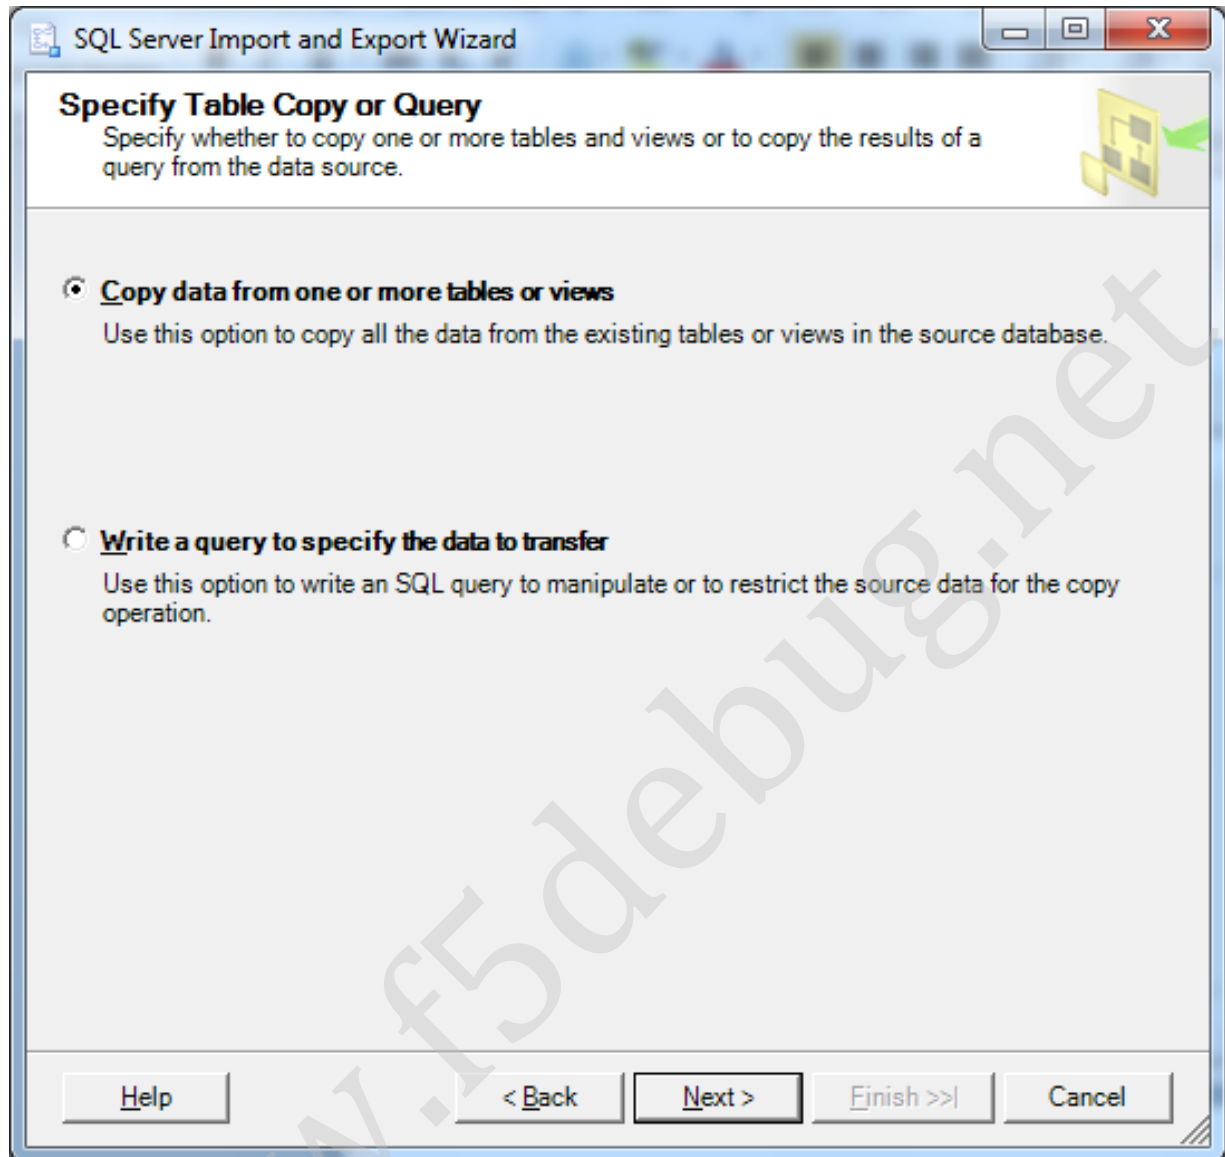 SQL Server Import and Export Wizard
Specify Table Copy or Query
Specify whether to copy one or more tables and views or to copy the results of a
query from the data source.
Copy data from one or more tables or views
Use this option to copy all the data from the existing tables or views in the source database.
Write a query to specify the data to transfer
Use this option to write an SQL query to manipulate or to restrict the source data for the copy
operation.
Help
< Back
Next >
Finish >>|
Cancel
w.f5debug.net